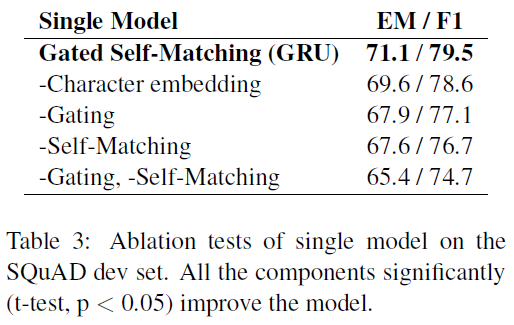 Single Model EM / F1
Gated Self-Matching (GRU) 71.1 / 79.5
-Character embedding 69.6 / 78.6
-Gating 67.9 / 77.1
-Self-Matching 67.6 / 76.7
-Gating, -Self-Matching 65.4 / 74.7
Table 3: Ablation tests of single model on the
SQuAD dev set. All the components significantly
(t-test, p < 0.05) improve the model.